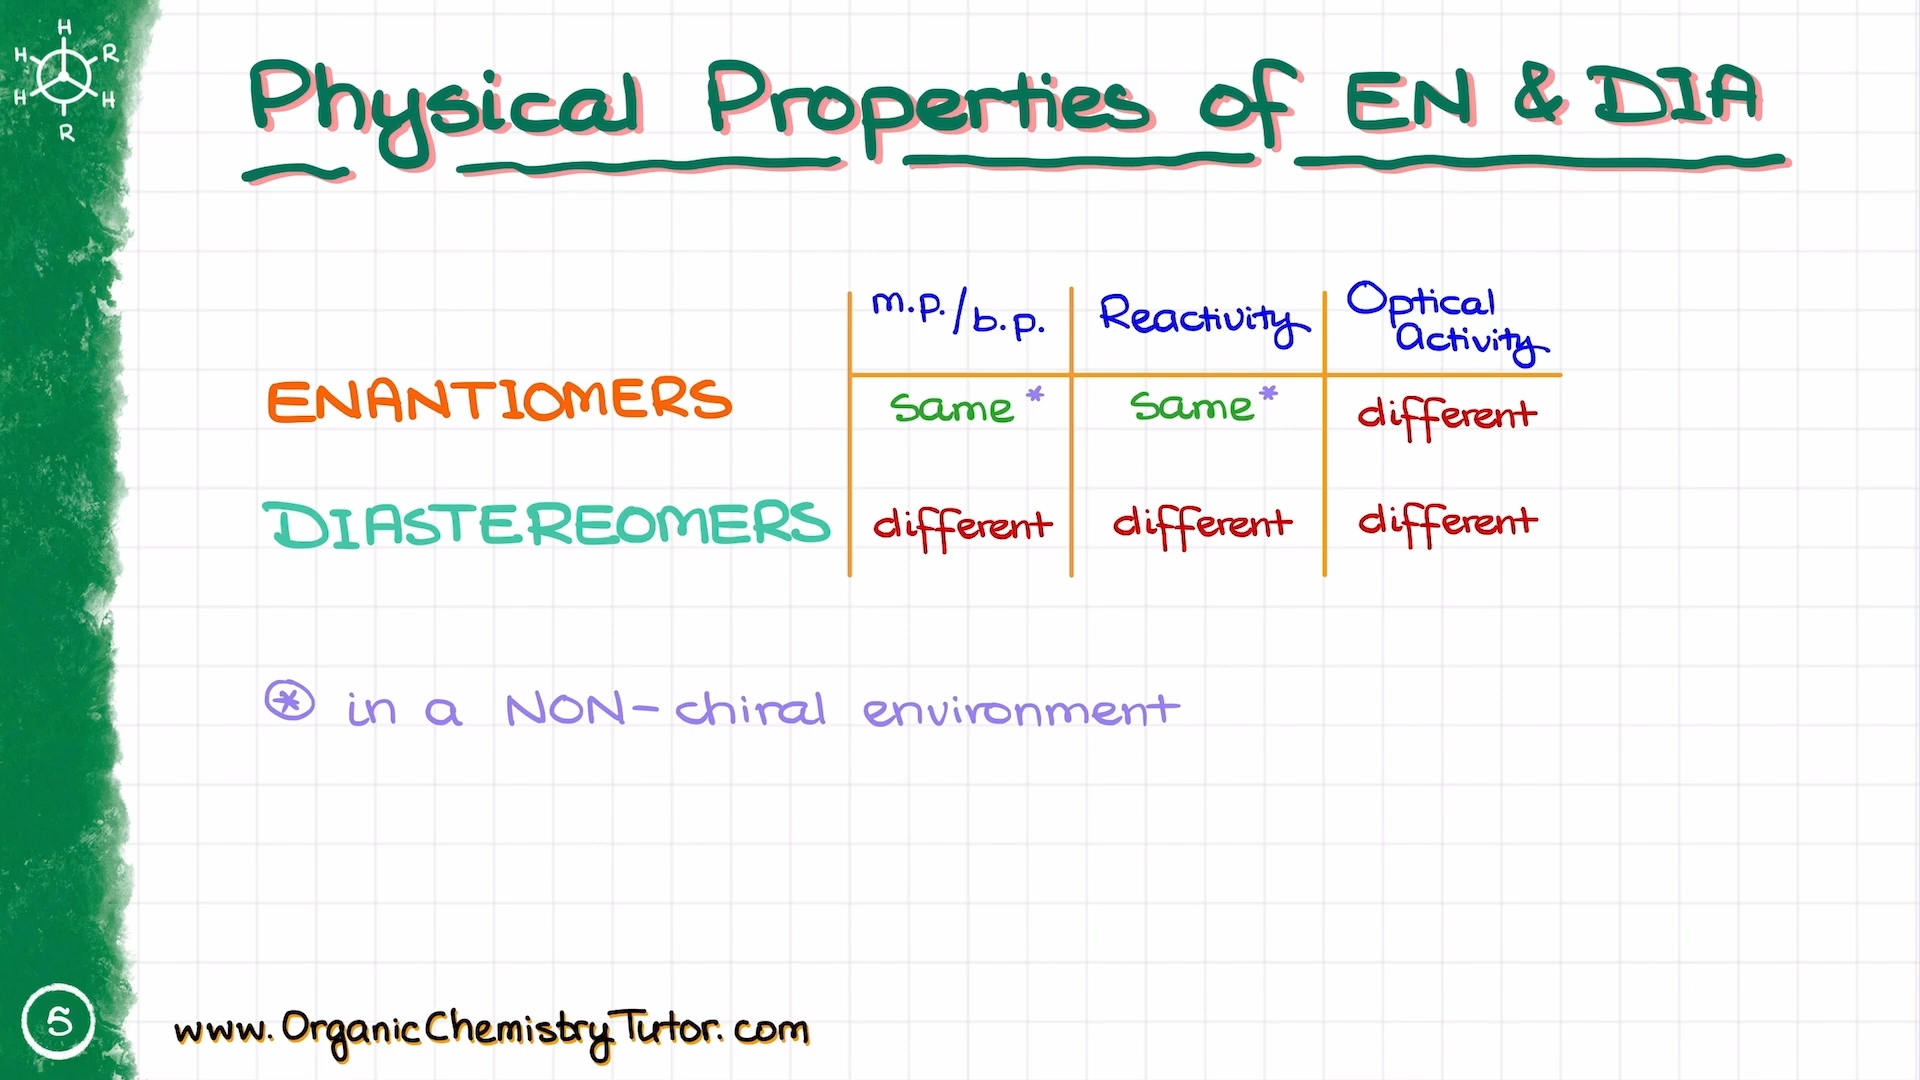 H
H R
H H
R
Physical Properties of EN & DIA
m.p./b.p. Reactivity Optical Activity
ENANTIOMERS same* same* different
DIASTEREOMERS different different different
* in a NON-chiral environment
5
www.OrganicChemistryTutor.com